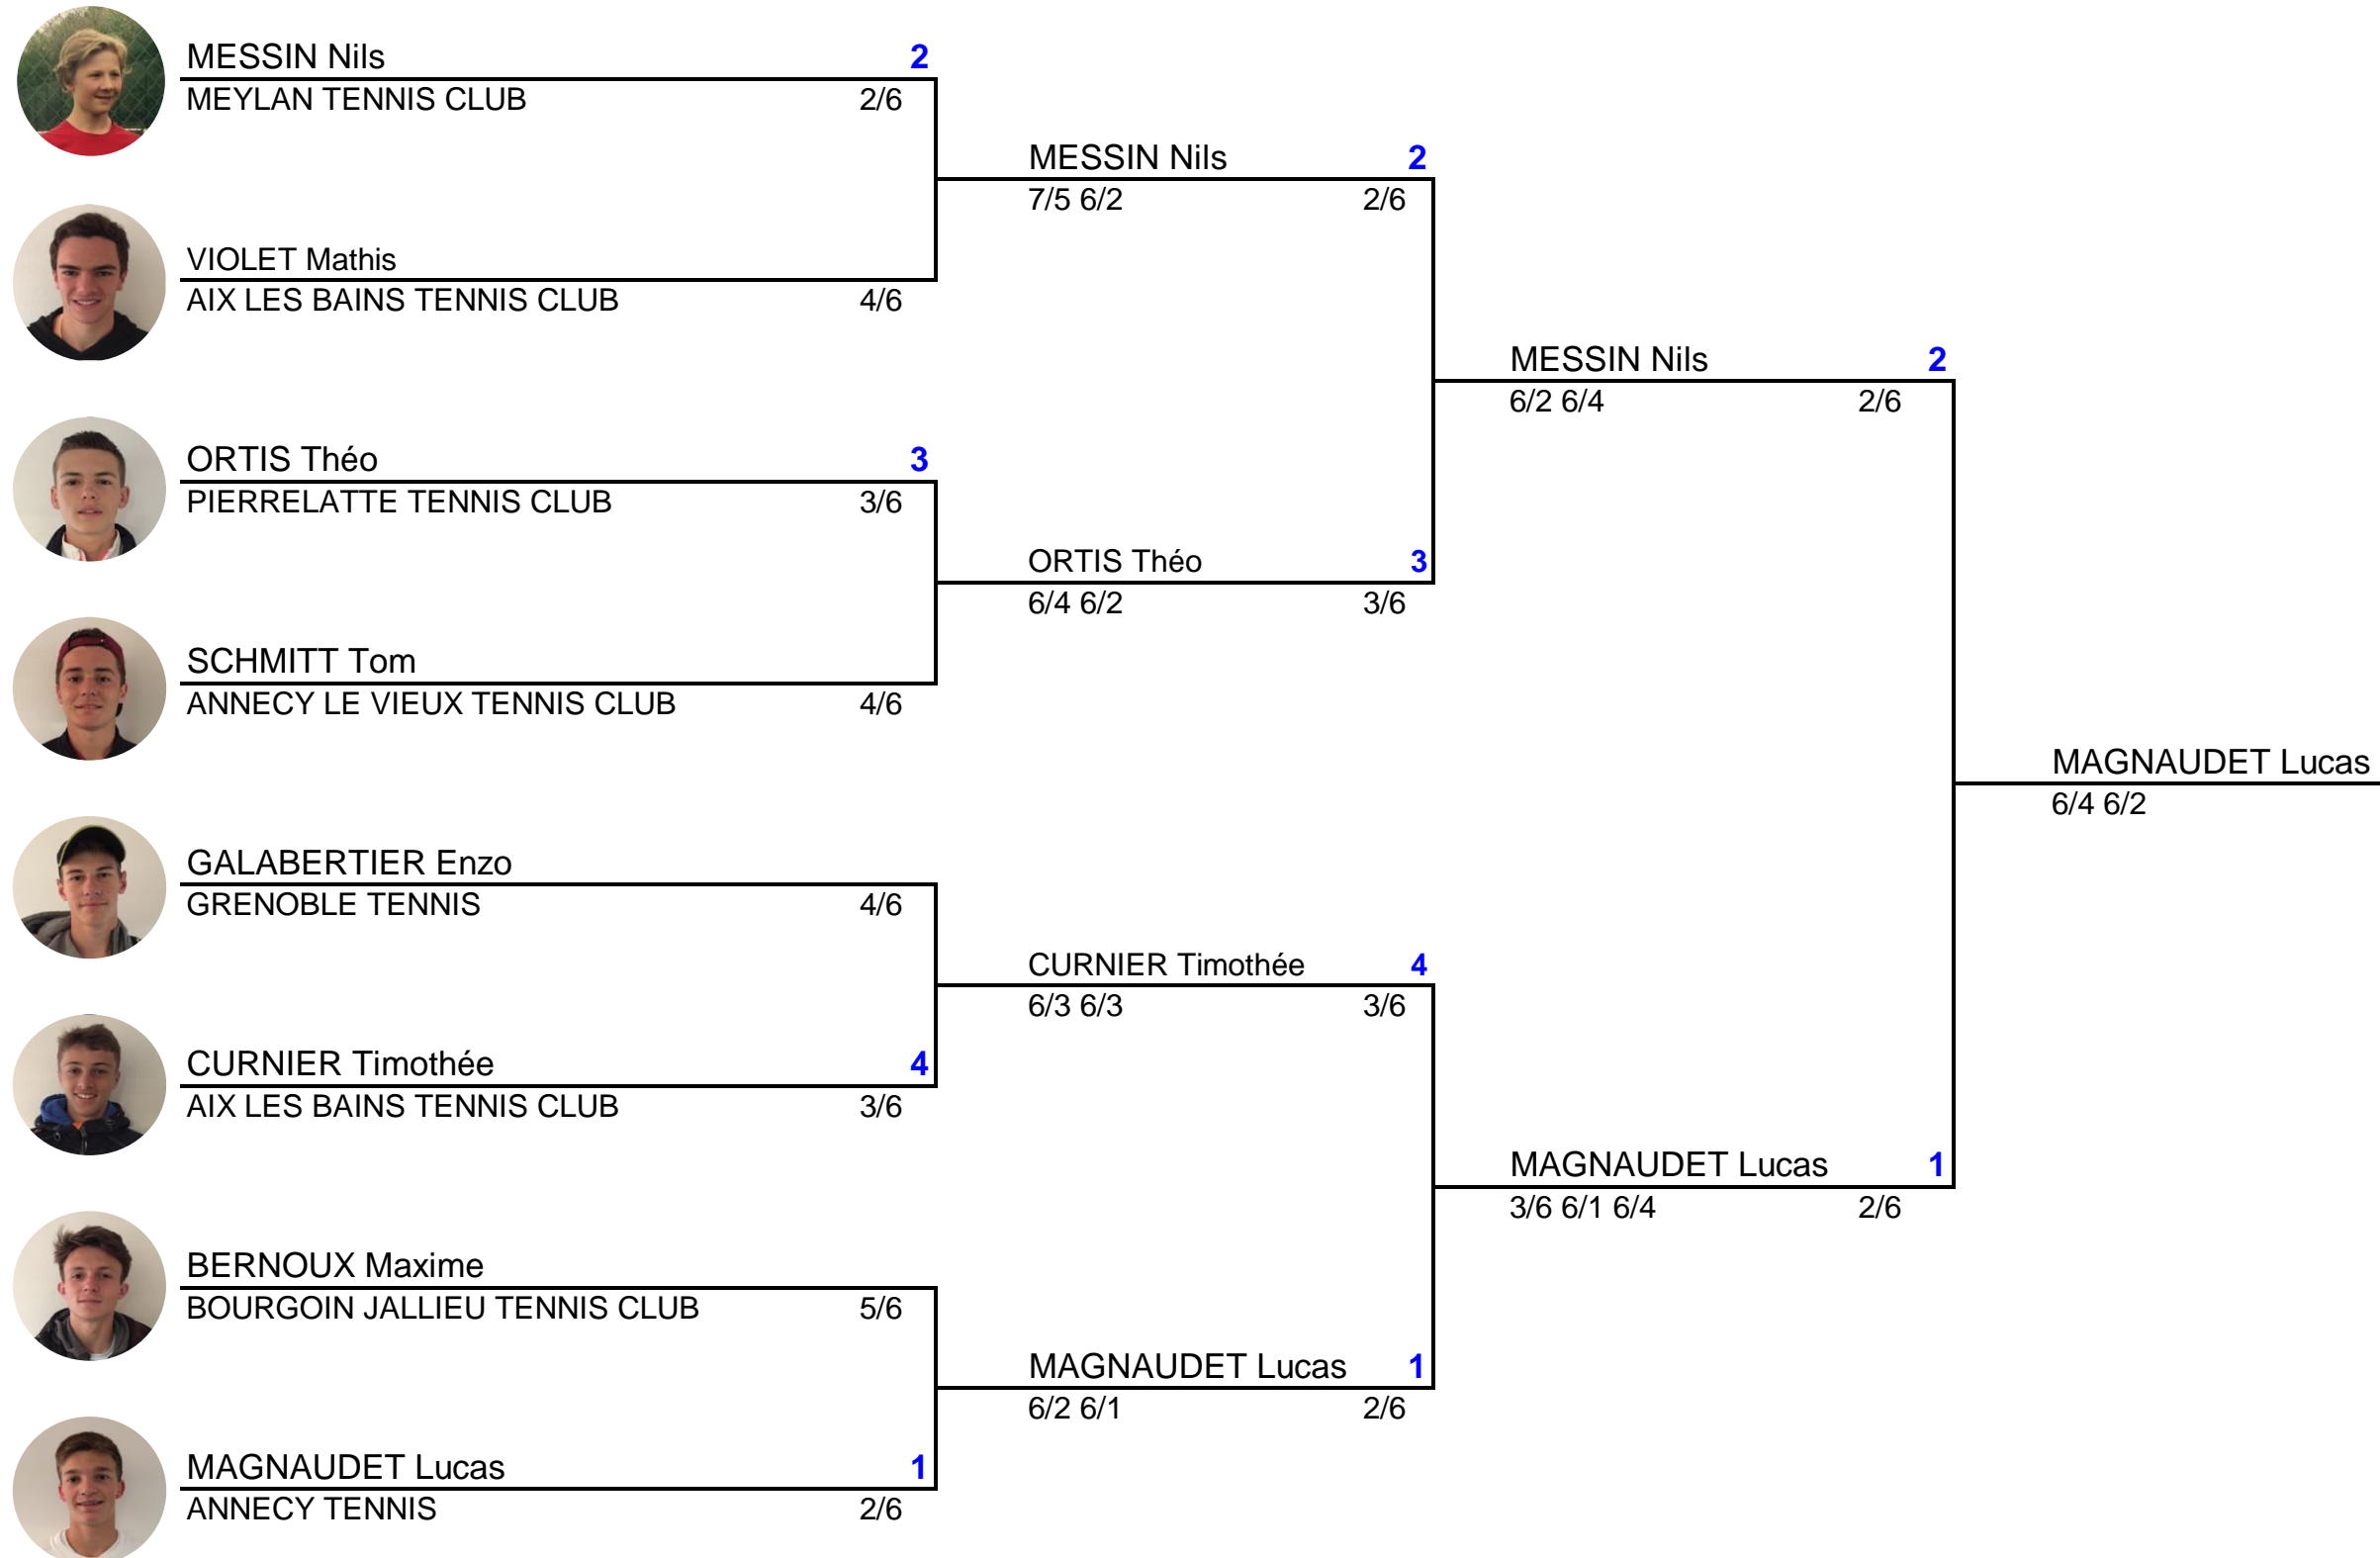 MESSIN Nils 2
MEYLAN TENNIS CLUB 2/6
MESSIN Nils 2
7/5 6/2 2/6
VIOLET Mathis
AIX LES BAINS TENNIS CLUB 4/6
MESSIN Nils 2
6/2 6/4 2/6
ORTIS Théo 3
PIERRELATTE TENNIS CLUB 3/6
ORTIS Théo 3
6/4 6/2 3/6
SCHMITT Tom
ANNECY LE VIEUX TENNIS CLUB 4/6
MAGNAUDET Lucas
6/4 6/2
GALABERTIER Enzo
GRENOBLE TENNIS 4/6
CURNIER Timothée 4
6/3 6/3 3/6
CURNIER Timothée 4
AIX LES BAINS TENNIS CLUB 3/6
MAGNAUDET Lucas 1
3/6 6/1 6/4 2/6
BERNOUX Maxime
BOURGOIN JALLIEU TENNIS CLUB 5/6
MAGNAUDET Lucas 1
6/2 6/1 2/6
MAGNAUDET Lucas 1
ANNECY TENNIS 2/6